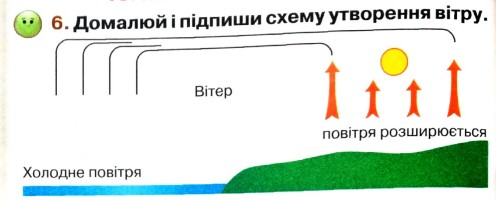 6. Домалюй і підпиши схему утворення вітру.
Вітер
повітря розширюється
Холодне повітря